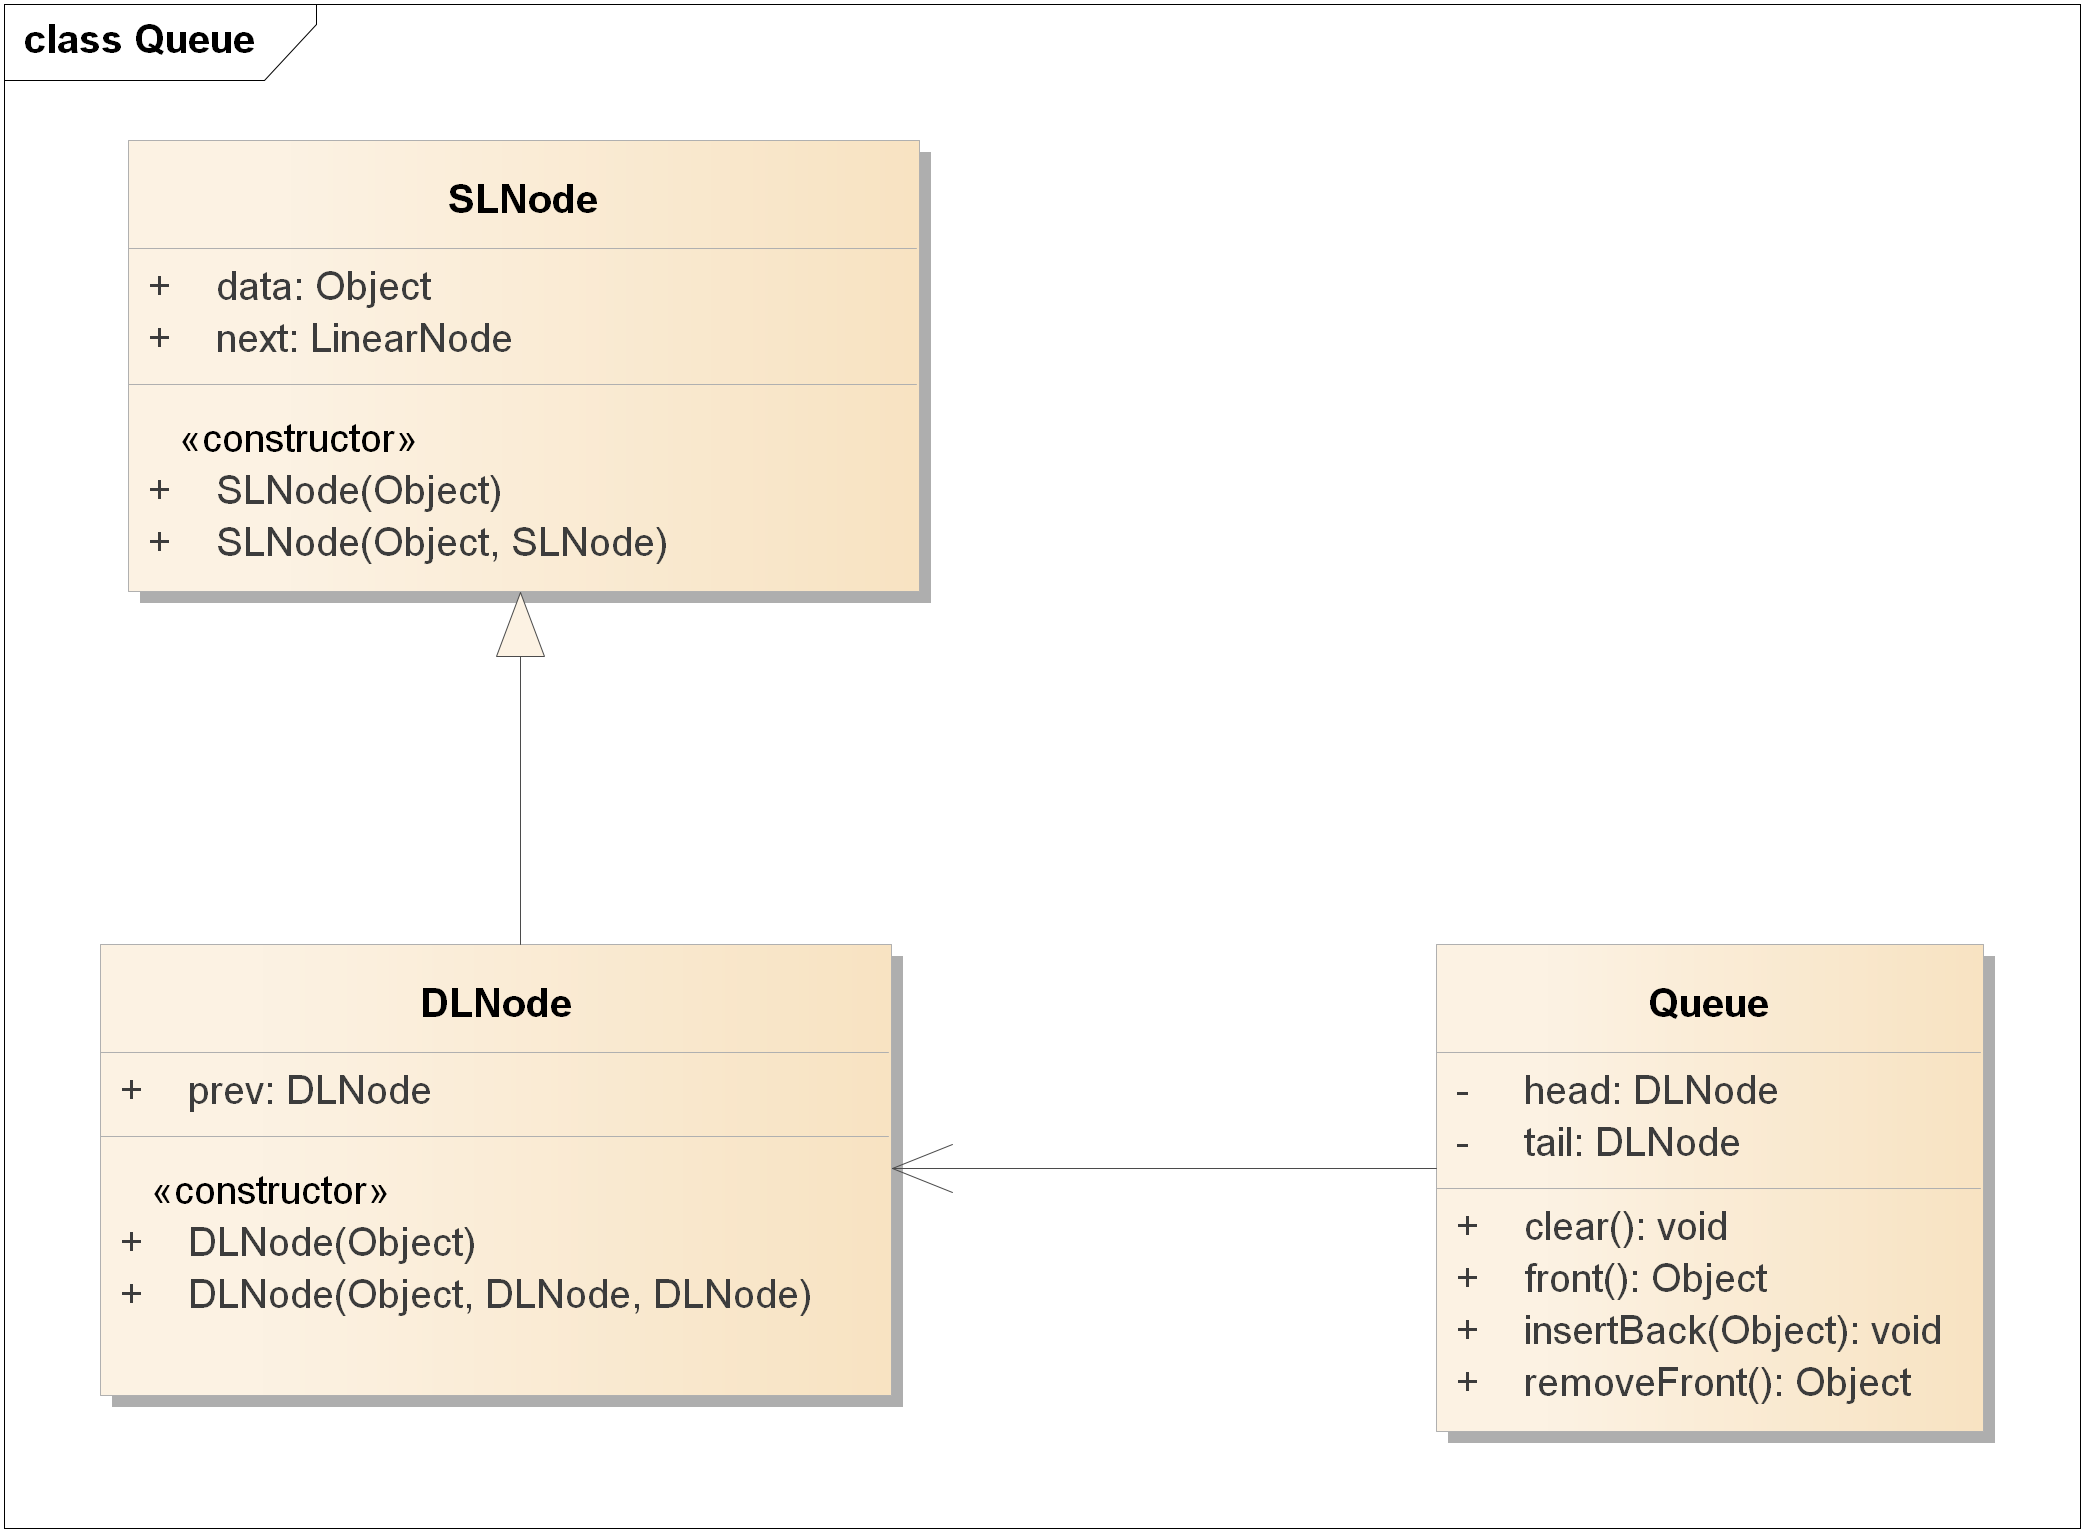 class Queue
SLNode
+ data: Object
+ next: LinearNode
«constructor»
+ SLNode(Object)
+ SLNode(Object, SLNode)
DLNode
+ prev: DLNode
«constructor»
+ DLNode(Object)
+ DLNode(Object, DLNode, DLNode)
Queue
- head: DLNode
- tail: DLNode
+ clear(): void
+ front(): Object
+ insertBack(Object): void
+ removeFront(): Object